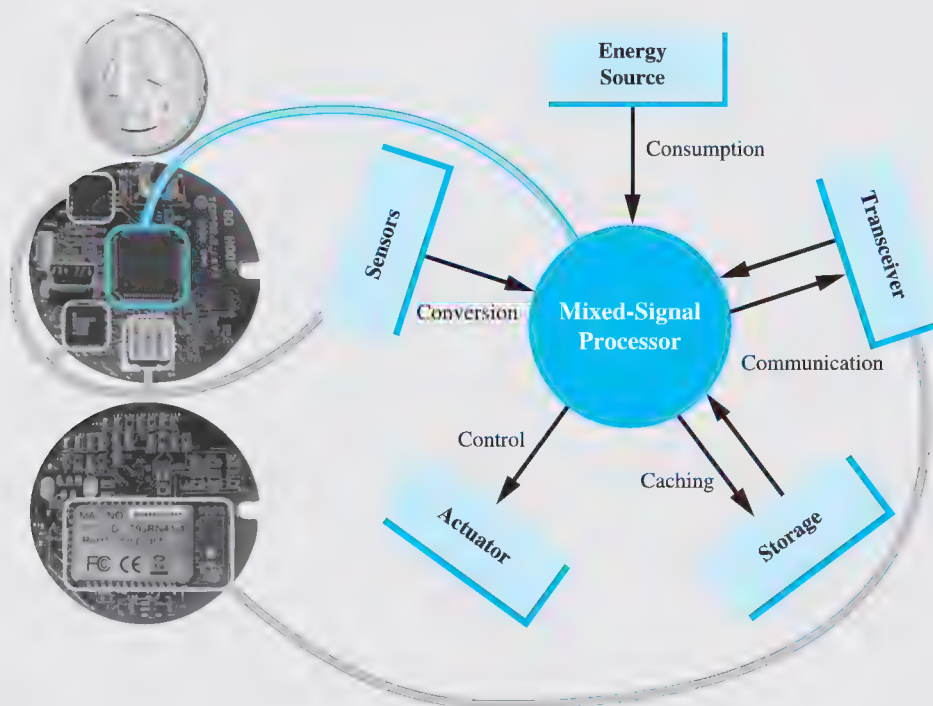 Energy
Source
Consumption
Sensors
Transceiver
Conversion
Mixed-Signal
Processor
Communication
Control
Caching
Actuator
Storage
FC CE